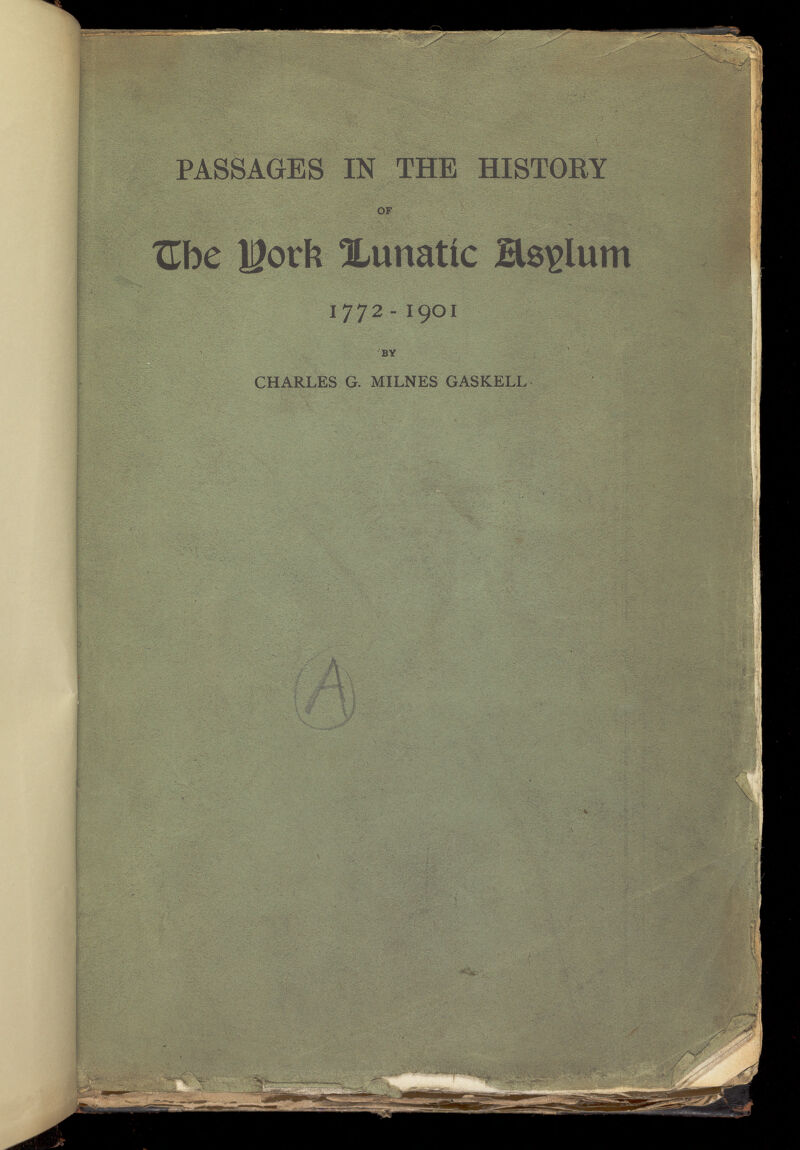 PASSAGES IN THE HISTORY
OF
The York Lunatic Asylum
1772-1901
BY
CHARLES G. MILNES GASKELL
A